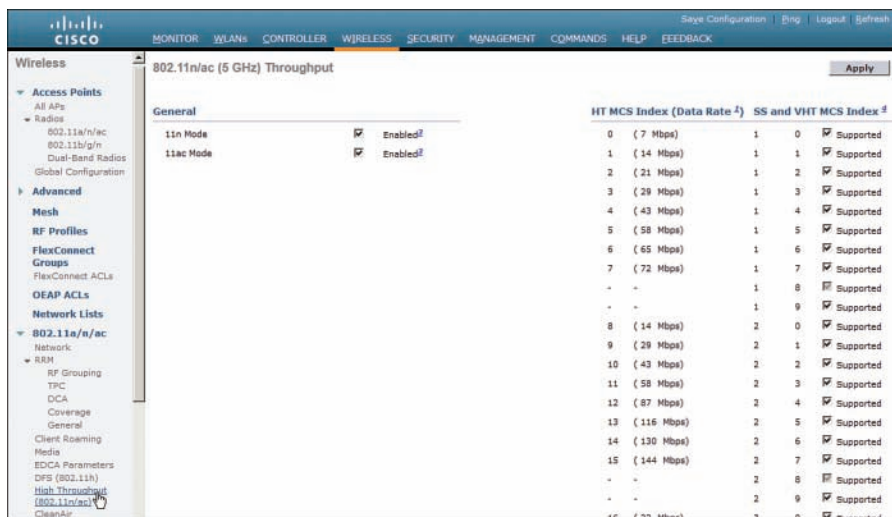 Save Configuration | Ping | Logout | Refresh
CISCO
MONITOR WLANs CONTROLLER WIRELESS SECURITY MANAGEMENT COMMANDS HELP FEEDBACK
Wireless
Access Points
All APs
Radios
802.11a/n/ac
802.11b/g/n
Dual-Band Radios
Global Configuration
Advanced
Mesh
RF Profiles
FlexConnect
Groups
FlexConnect ACLs
OEAP ACLs
Network Lists
802.11a/n/ac
Network
RRM
RF Grouping
TPC
DCA
Coverage
General
Client Roaming
Media
EDCA Parameters
DFS (802.11h)
High Throughput
(802.11n/ac)
CleanAir
802.11n/ac (5 GHz) Throughput
Apply
General
11n Mode Enabled2
11ac Mode Enabled2
HT MCS Index (Data Rate 1) SS and VHT MCS Index 4
0 ( 7 Mbps) 1 0 Supported
1 ( 14 Mbps) 1 1 Supported
2 ( 21 Mbps) 1 2 Supported
3 ( 29 Mbps) 1 3 Supported
4 ( 43 Mbps) 1 4 Supported
5 ( 58 Mbps) 1 5 Supported
6 ( 65 Mbps) 1 6 Supported
7 ( 72 Mbps) 1 7 Supported
- - 1 8 Supported
- - 1 9 Supported
8 ( 14 Mbps) 2 0 Supported
9 ( 29 Mbps) 2 1 Supported
10 ( 43 Mbps) 2 2 Supported
11 ( 58 Mbps) 2 3 Supported
12 ( 87 Mbps) 2 4 Supported
13 ( 116 Mbps) 2 5 Supported
14 ( 130 Mbps) 2 6 Supported
15 ( 144 Mbps) 2 7 Supported
- - 2 8 Supported
- - 2 9 Supported